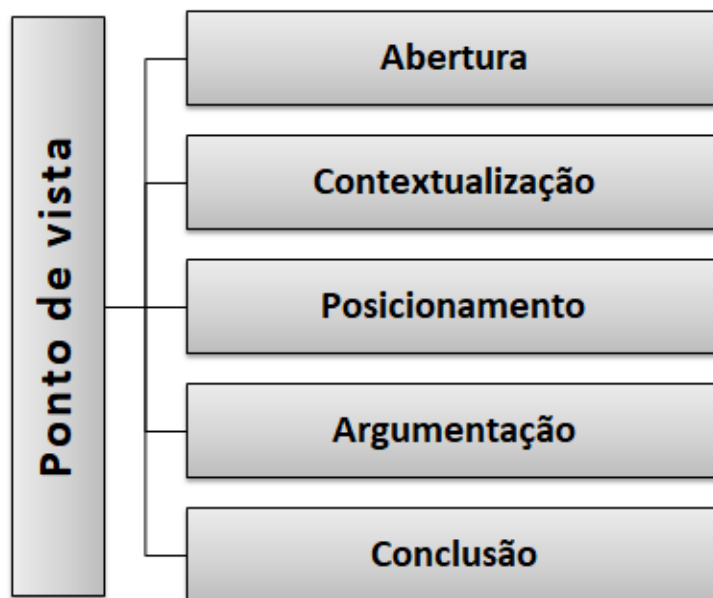 Ponto de vista
Abertura
Contextualização
Posicionamento
Argumentação
Conclusão